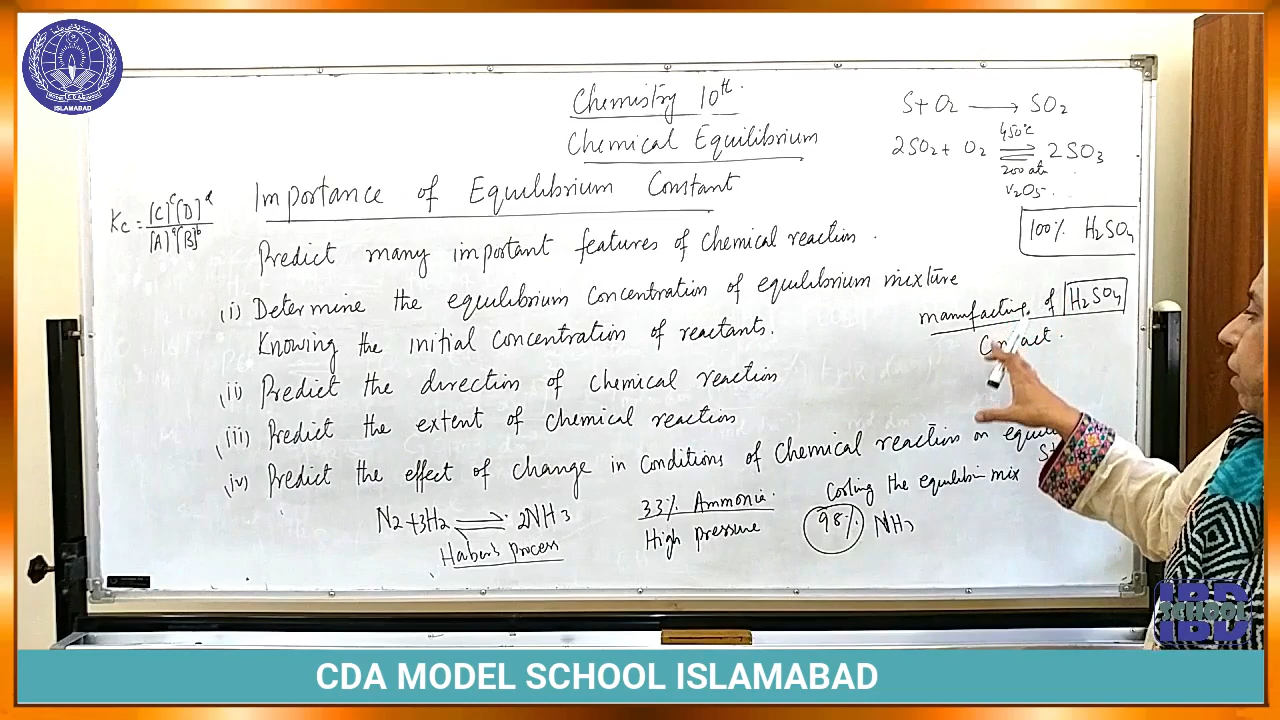 ISLAMABAD
Chemistry 10th.
Chemical Equilibrium
Importance of Equilibrium Constant
Kc = [C]^c [D]^d / [A]^a [B]^b
Predict many important features of chemical reaction.
(i) Determine the equilibrium concentration of equilibrium mixture
Knowing the initial concentration of reactants.
(ii) Predict the direction of chemical reaction
(iii) Predict the extent of chemical reaction
(iv) Predict the effect of change in conditions of chemical reaction on
N2 + 3H2 ⇌ 2NH3
Haber's process
33% Ammonia.
High pressure
Cooling the equilibrium mix
98% NH3
S + O2 → SO2
450°C
2SO2 + O2 ⇌ 2SO3
200 atm
V2O5
100% H2SO4
manufacturing of H2SO4
Contact.
IBD
SCHOOL
CDA MODEL SCHOOL ISLAMABAD